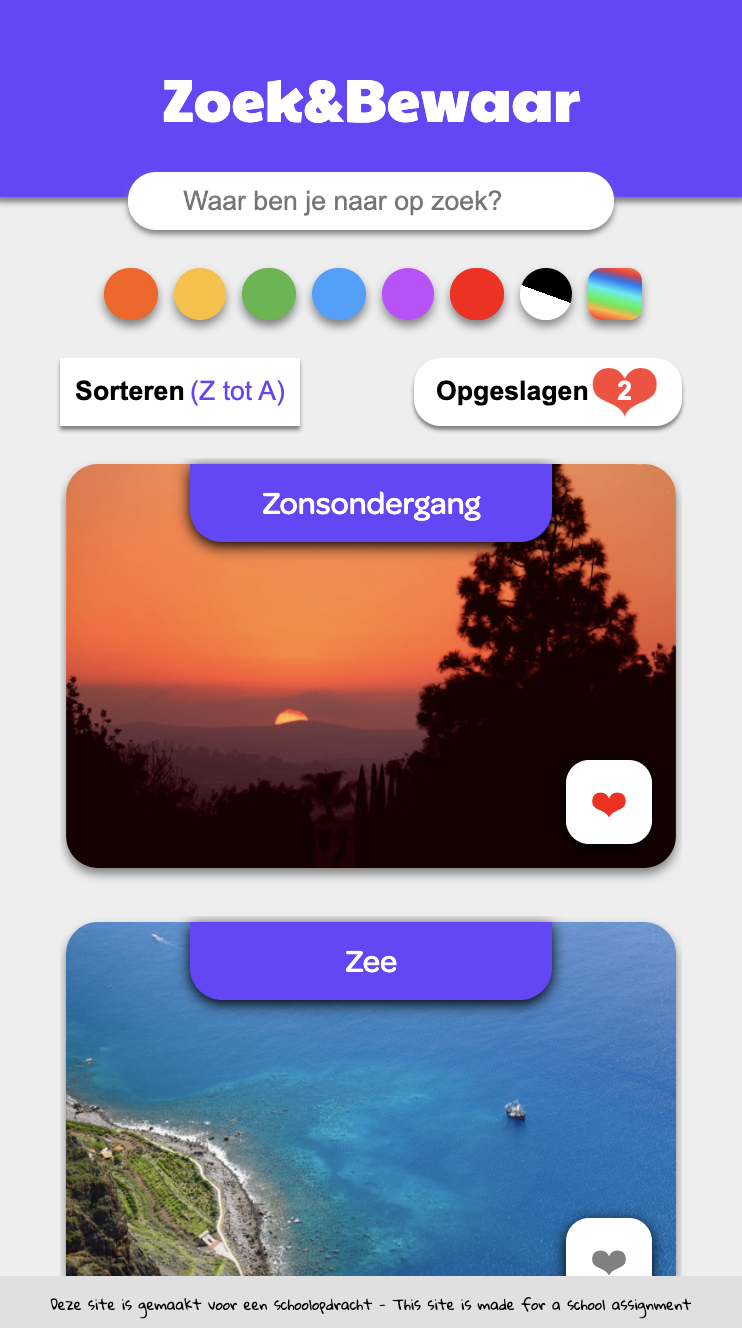 Zoek&Bewaar
Waar ben je naar op zoek?
Sorteren (Z tot A)
Opgeslagen 2
Zonsondergang
Zee
Deze site is gemaakt voor een schoolopdracht - This site is made for a school assignment